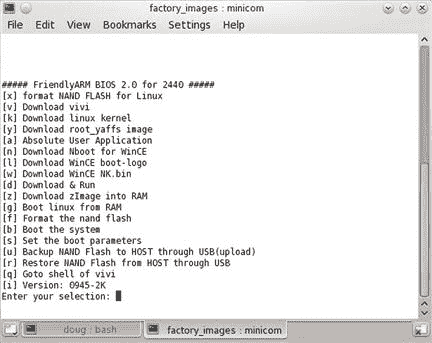 factory_images : minicom
File Edit View Bookmarks Settings Help
##### FriendlyARM BIOS 2.0 for 2440 #####
[x] format NAND FLASH for Linux
[v] Download vivi
[k] Download linux kernel
[y] Download root_yaffs image
[a] Absolute User Application
[n] Download Nboot for WinCE
[l] Download WinCE boot-logo
[w] Download WinCE NK.bin
[d] Download & Run
[z] Download zImage into RAM
[g] Boot linux from RAM
[f] Format the nand flash
[b] Boot the system
[s] Set the boot parameters
[u] Backup NAND Flash to HOST through USB(upload)
[r] Restore NAND Flash from HOST through USB
[q] Goto shell of vivi
[i] Version: 0945-2K
Enter your selection:
doug : bash factory_images : minicom